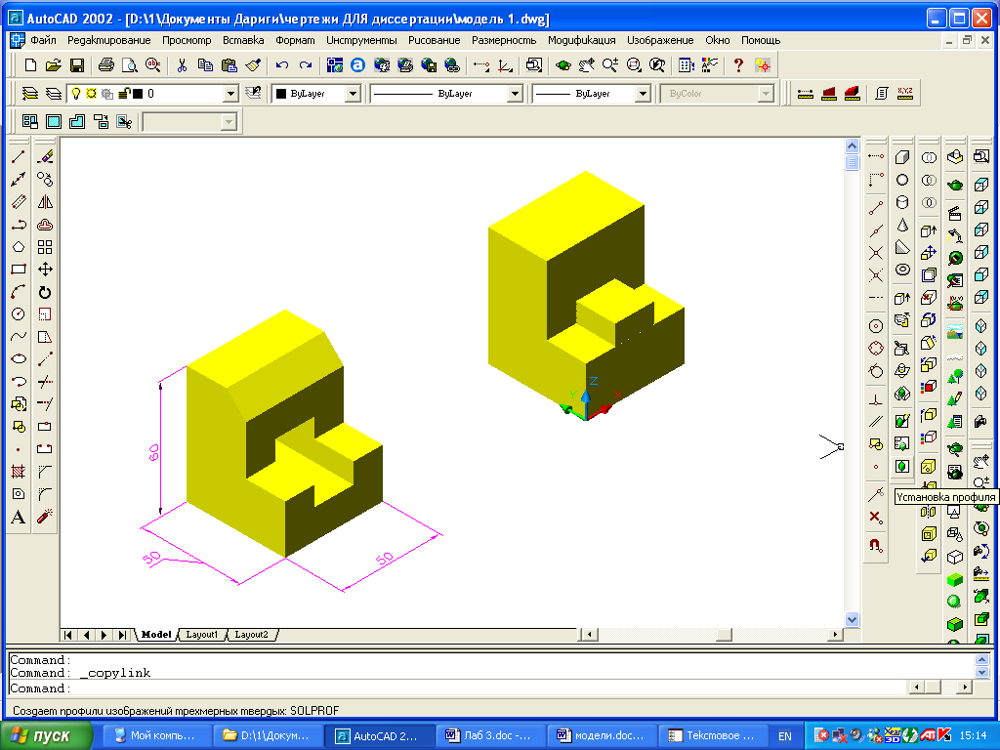 AutoCAD 2002 - [D:\1\Документы Дариги\чертежи ДЛЯ диссертации\модель 1.dwg]
Файл Редактирование Просмотр Вставка Формат Инструменты Рисование Размерность Модификация Изображение Окно Помощь
0 ByLayer ByLayer ByLayer ByColor
X,Y,Z
Z
Y
60
50
50
Установка профиля
A
Model Layout1 Layout2
Command:
Command: _copylink
Command:
Создает профили изображений трехмерных твердых: SOLPROF
пуск Мой компь... D:\1\Докум... AutoCAD 2... Лаб 3.doc -... модели.doc... Текстовое ... EN 15:14